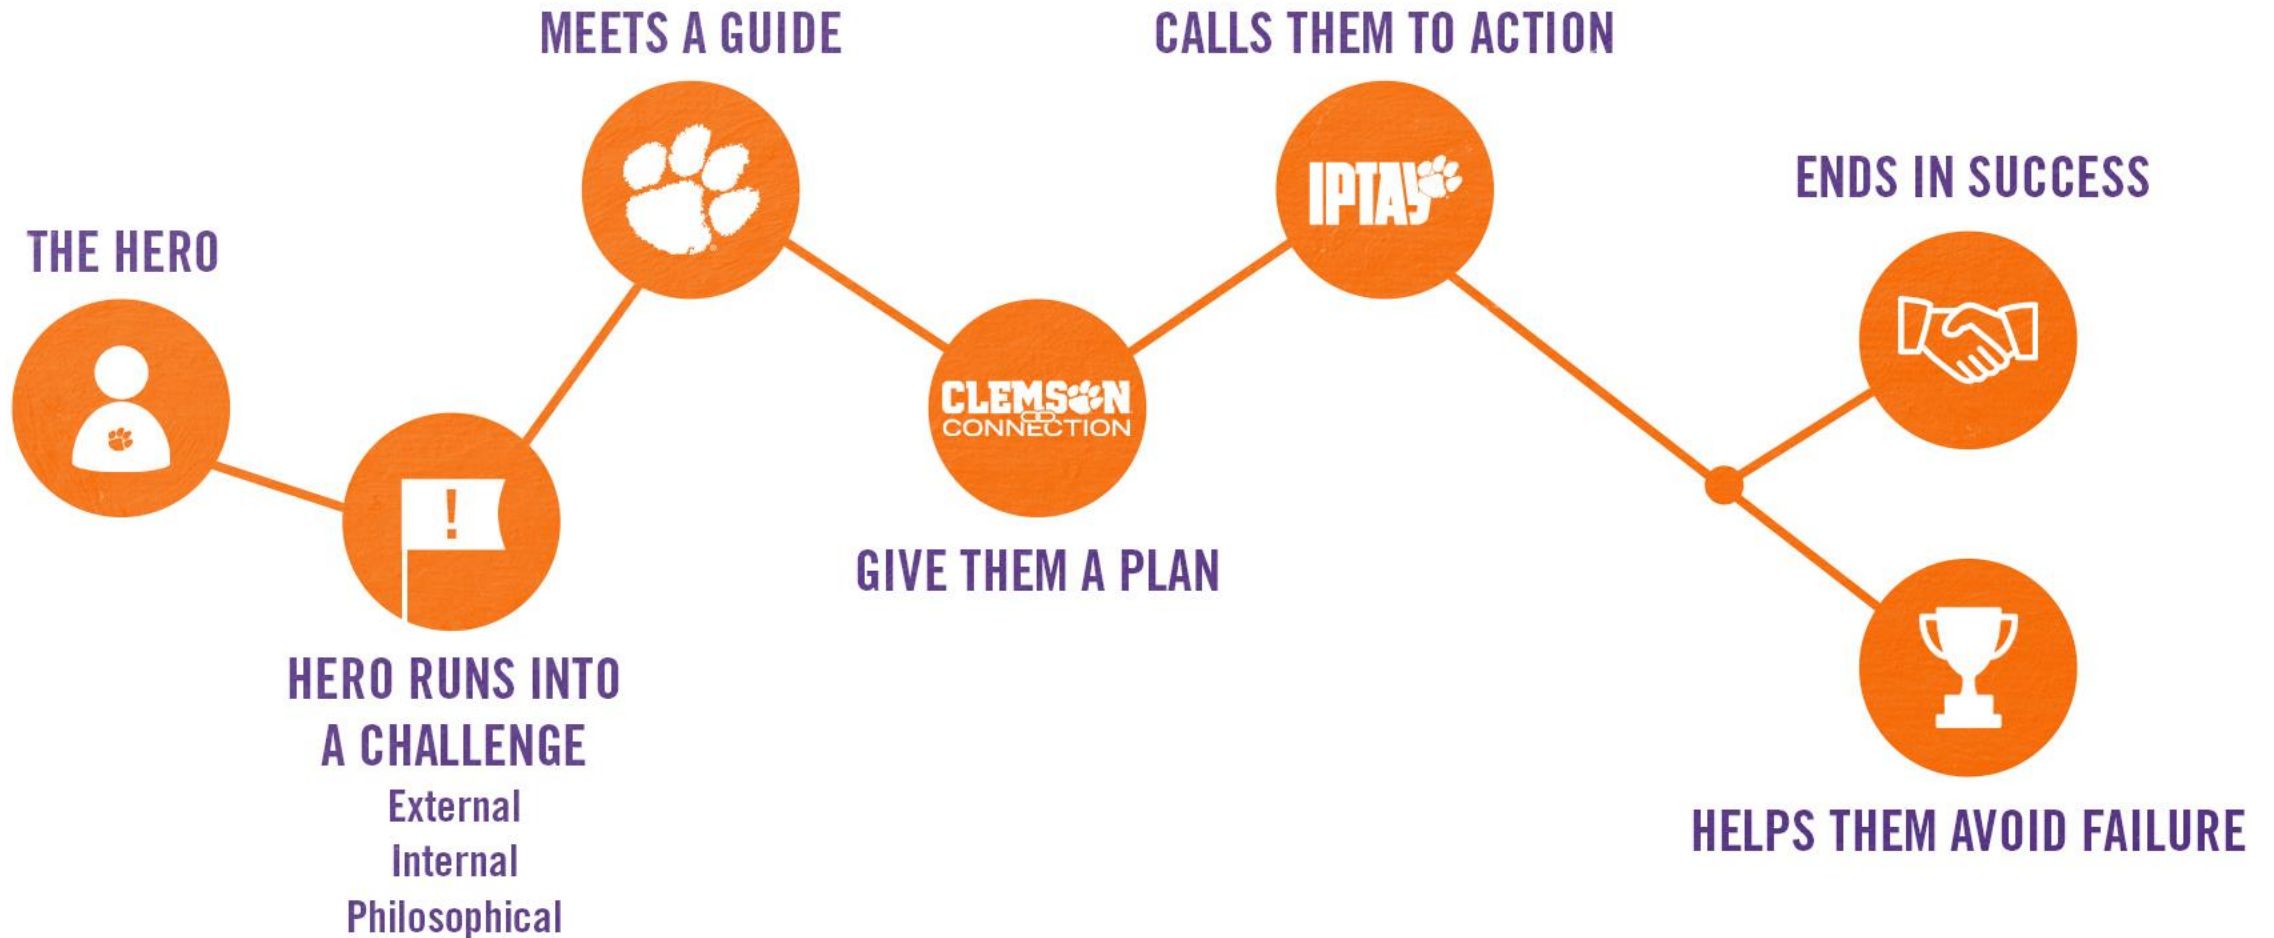 THE HERO
HERO RUNS INTO
A CHALLENGE
External
Internal
Philosophical
!
MEETS A GUIDE
CLEMSON
CONNECTION
GIVE THEM A PLAN
CALLS THEM TO ACTION
IPTAY
ENDS IN SUCCESS
HELPS THEM AVOID FAILURE